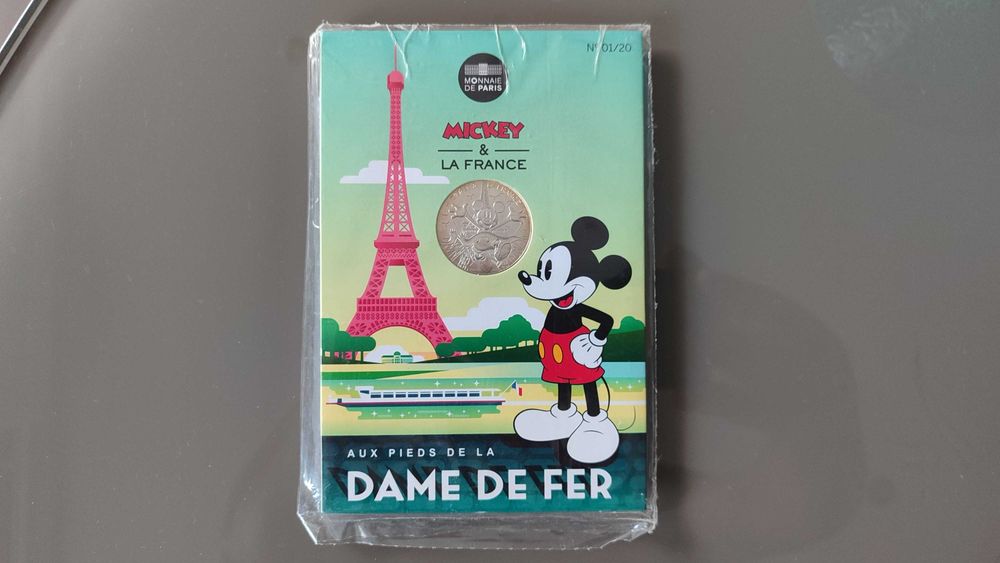 N° 01/20
MONNAIE
DE PARIS
MICKEY
&
LA FRANCE
AUX PIEDS DE LA
DAME DE FER